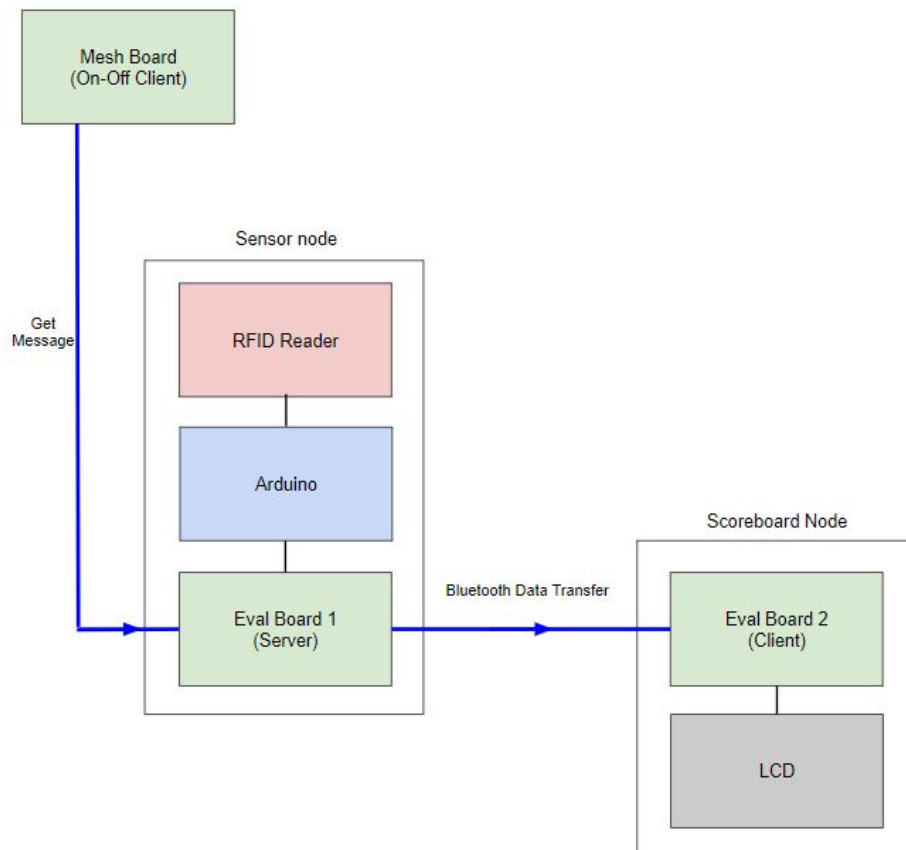 Mesh Board
(On-Off Client)
Sensor node
Get
Message
RFID Reader
Arduino
Eval Board 1
(Server)
Bluetooth Data Transfer
Scoreboard Node
Eval Board 2
(Client)
LCD